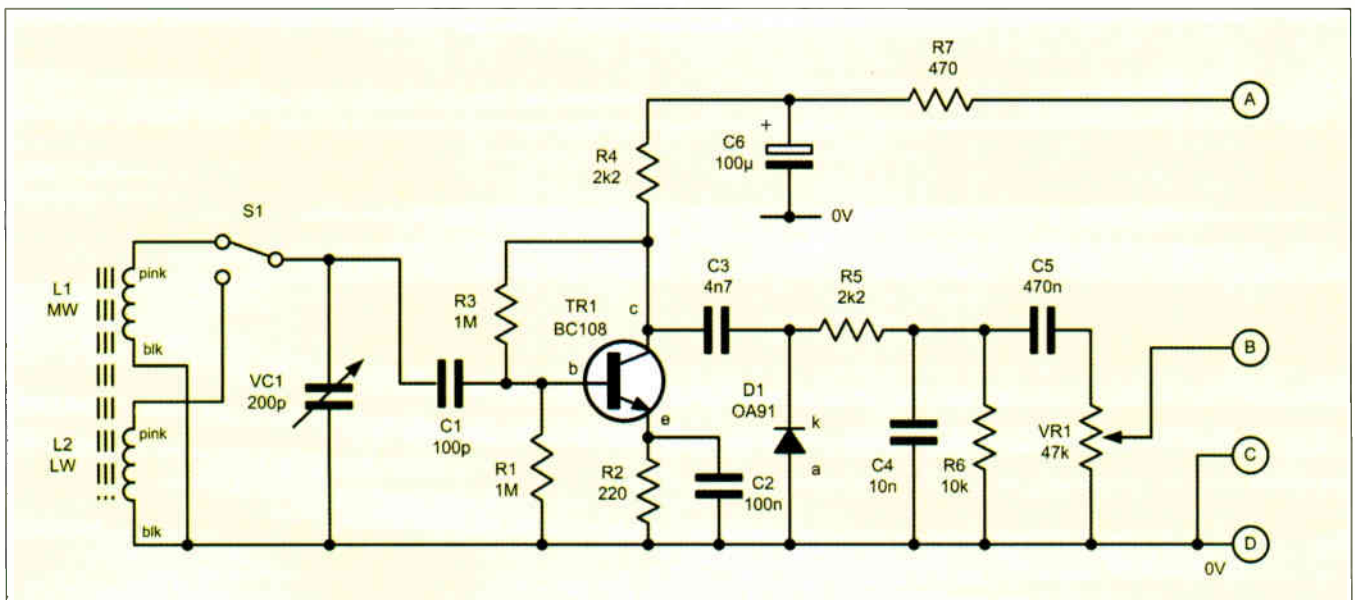 R7
470
A
+
C6
100µ
R4
2k2
0V
S1
pink
L1
MW
C3
4n7
R5
2k2
C5
470n
R3
1M
TR1
BC108
c
blk
B
VC1
200p
b
D1
OA91
k
pink
C1
100p
e
VR1
47k
L2
LW
a
C4
10n
R6
10k
C
R1
1M
R2
220
C2
100n
blk
D
0V